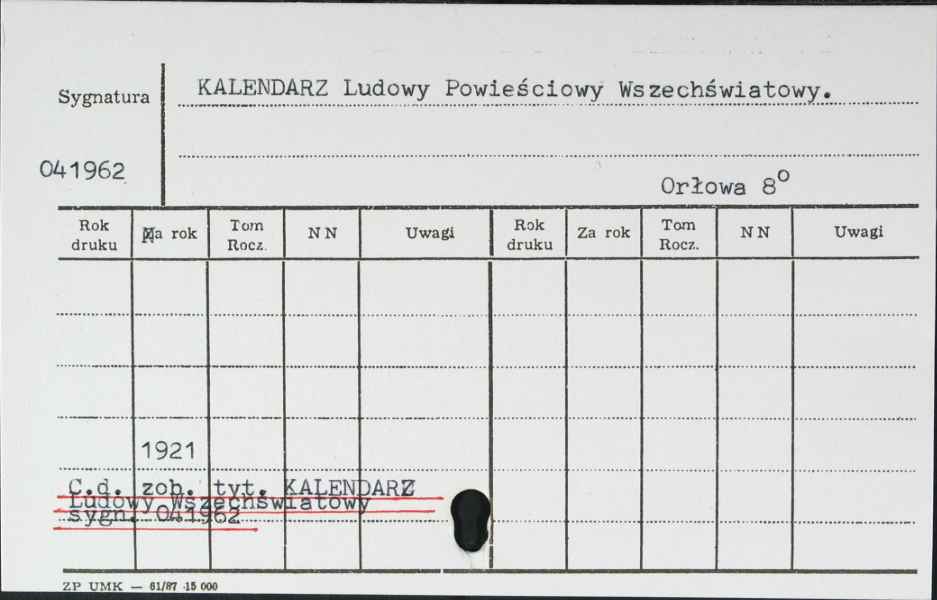 KALENDARZ Ludowy Powieściowy Wszechświatowy.
Sygnatura
041962
Orłowa 8º
Rok druku Za rok Tom Rocz. N N Uwagi Rok druku Za rok Tom Rocz. N N Uwagi
1921
C.d. zob. tyt. KALENDARZ
Ludowy Wszechświatowy
sygn. 041962
ZP UMK — 61/87 ·15 000